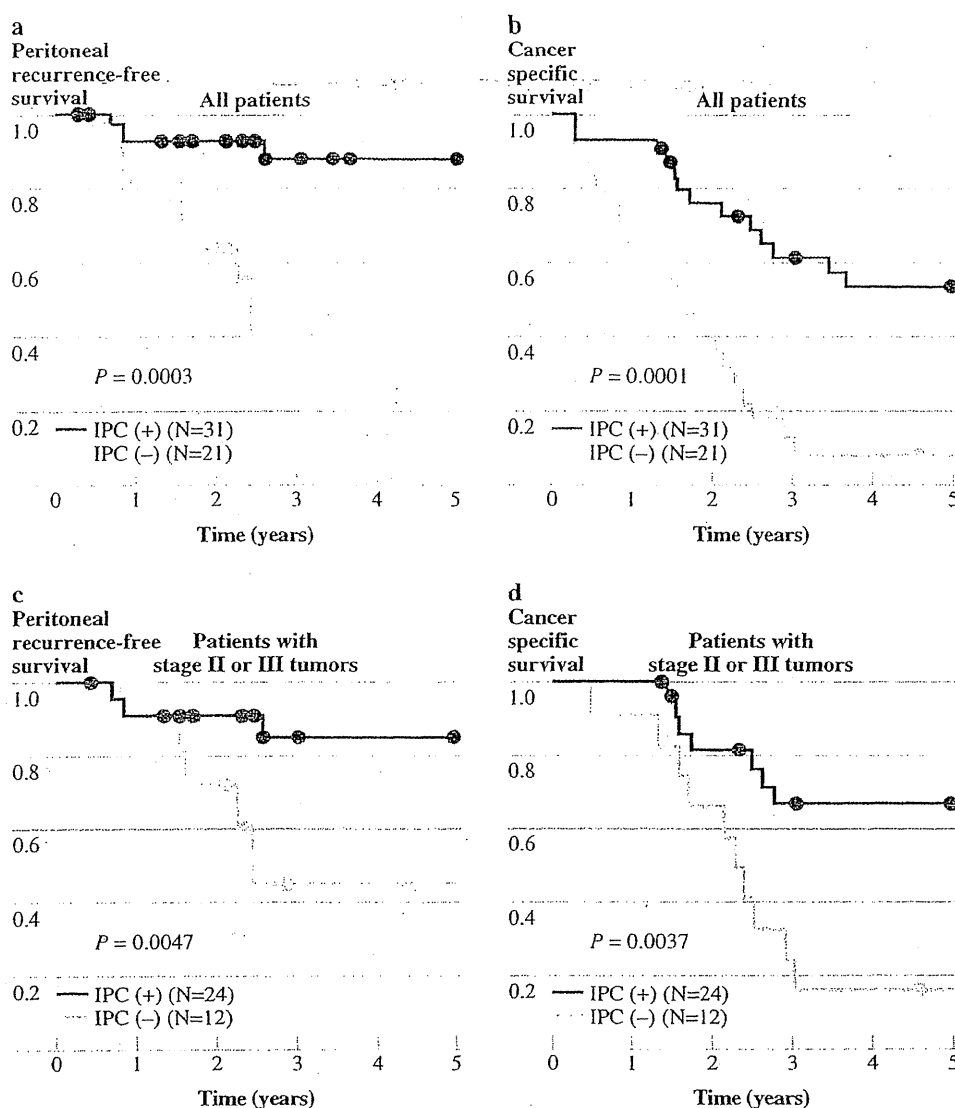 a
Peritoneal
recurrence-free
survival
All patients
1.0
0.8
0.6
0.4
P = 0.0003
0.2
IPC (+) (N=31)
IPC (–) (N=21)
0 1 2 3 4 5
Time (years)
b
Cancer
specific
survival
All patients
1.0
0.8
0.6
0.4
P = 0.0001
0.2
IPC (+) (N=31)
IPC (–) (N=21)
0 1 2 3 4 5
Time (years)
c
Peritoneal
recurrence-free
survival
Patients with
stage II or III tumors
1.0
0.8
0.6
0.4
P = 0.0047
0.2
IPC (+) (N=24)
IPC (–) (N=12)
0 1 2 3 4 5
Time (years)
d
Cancer
specific
survival
Patients with
stage II or III tumors
1.0
0.8
0.6
0.4
P = 0.0037
0.2
IPC (+) (N=24)
IPC (–) (N=12)
0 1 2 3 4 5
Time (years)